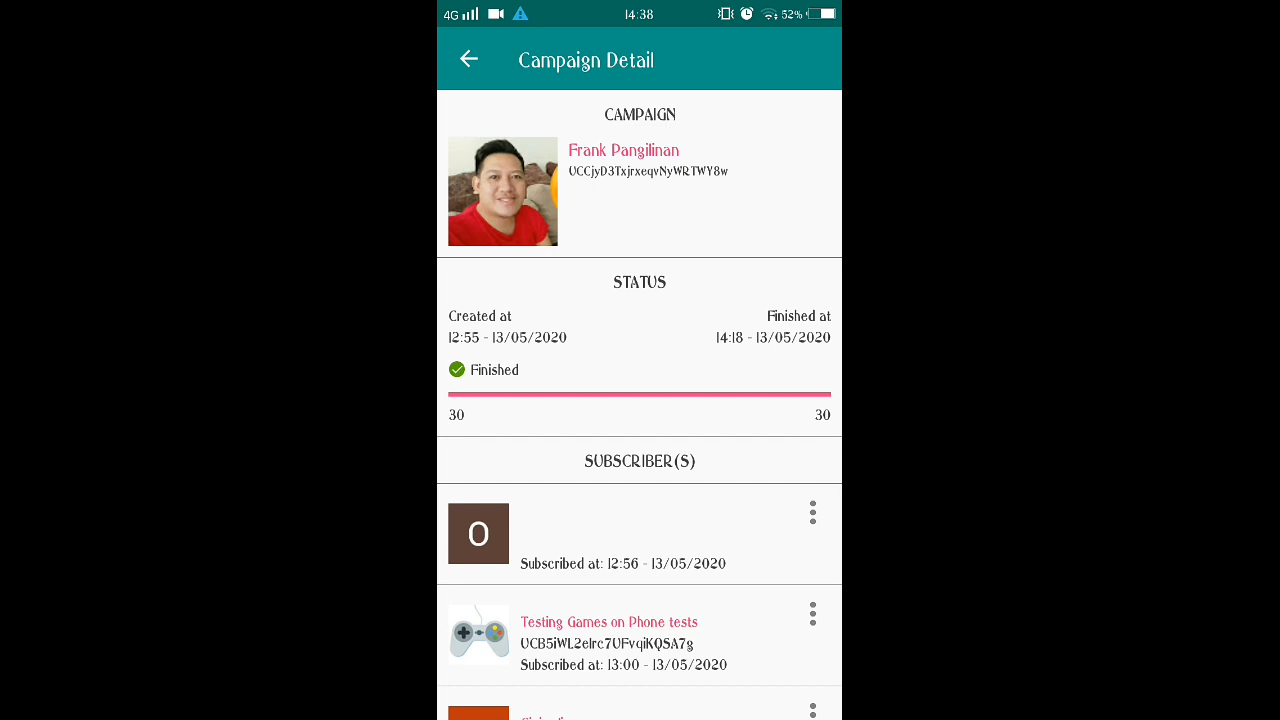 4G 14:38 52%
Campaign Detail
CAMPAIGN
Frank Pangilinan
UCCjyD3TxjrxeqvNyWRTWY8w
STATUS
Created at Finished at
12:55 - 13/05/2020 14:18 - 13/05/2020
Finished
30 30
SUBSCRIBER(S)
O
Subscribed at: 12:56 - 13/05/2020
Testing Games on Phone tests
UCB5iWL2elrc7UFvqiKQSA7g
Subscribed at: 13:00 - 13/05/2020